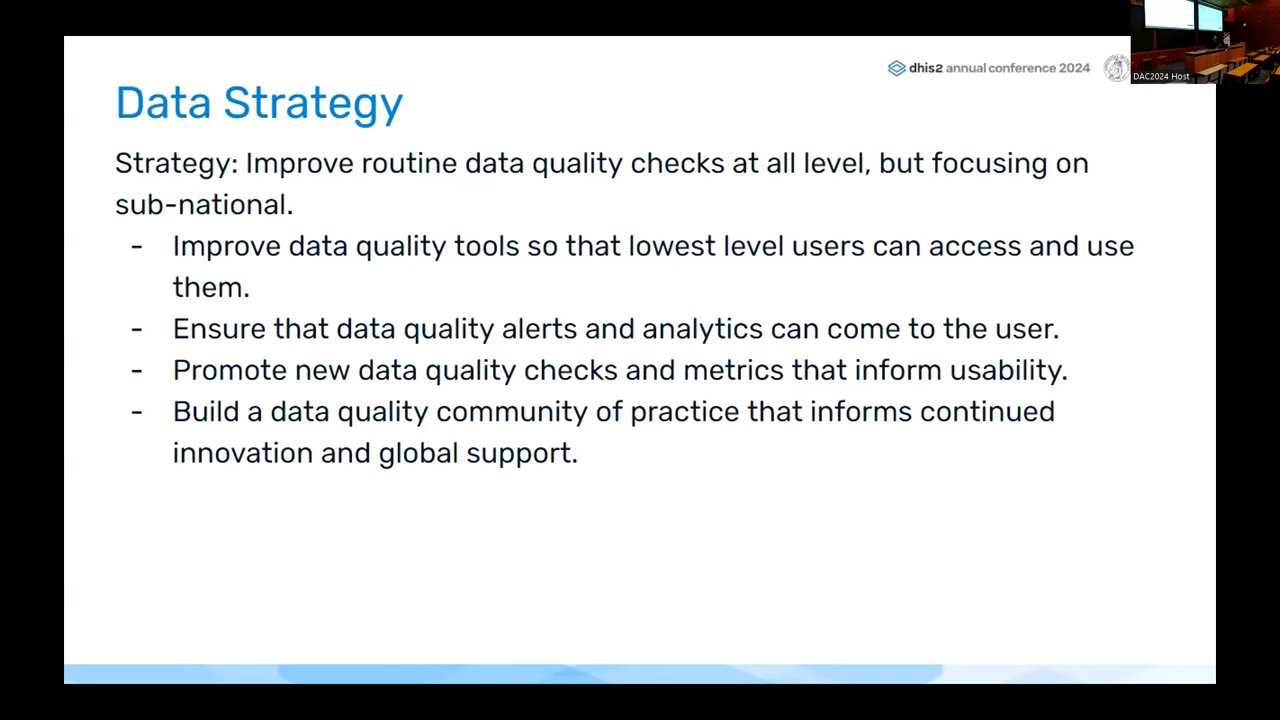 dhis2 annual conference 2024
DAC2024 Host
Data Strategy
Strategy: Improve routine data quality checks at all level, but focusing on
sub-national.
- Improve data quality tools so that lowest level users can access and use
them.
- Ensure that data quality alerts and analytics can come to the user.
- Promote new data quality checks and metrics that inform usability.
- Build a data quality community of practice that informs continued
innovation and global support.